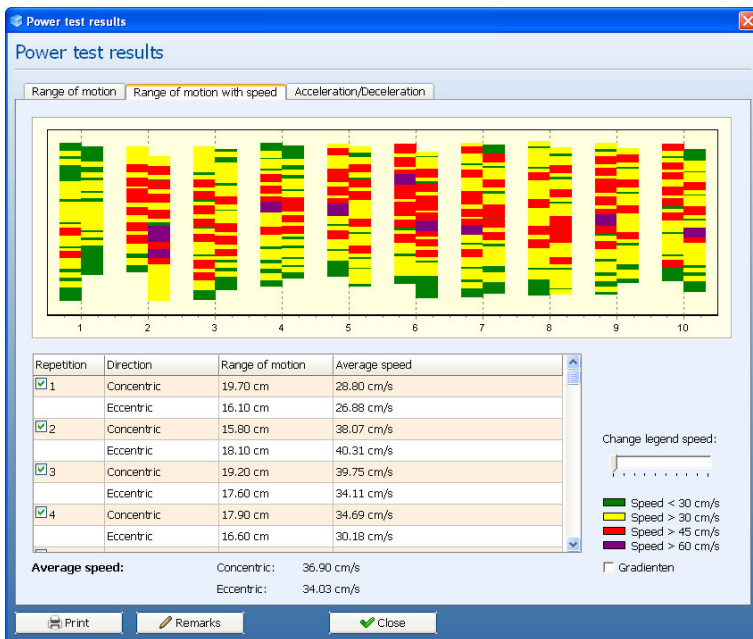 Power test results
Power test results
Range of motion
Range of motion with speed
Acceleration/Deceleration
1 2 3 4 5 6 7 8 9 10
Repetition Direction Range of motion Average speed
1 Concentric 19.70 cm 28.80 cm/s
Eccentric 16.10 cm 26.88 cm/s
2 Concentric 15.80 cm 38.07 cm/s
Eccentric 18.10 cm 40.31 cm/s
3 Concentric 19.20 cm 39.75 cm/s
Eccentric 17.60 cm 34.11 cm/s
4 Concentric 17.90 cm 34.69 cm/s
Eccentric 16.60 cm 30.18 cm/s
Change legend speed:
Speed < 30 cm/s
Speed > 30 cm/s
Speed > 45 cm/s
Speed > 60 cm/s
Gradienten
Average speed: Concentric: 36.90 cm/s
Eccentric: 34.03 cm/s
Print Remarks Close